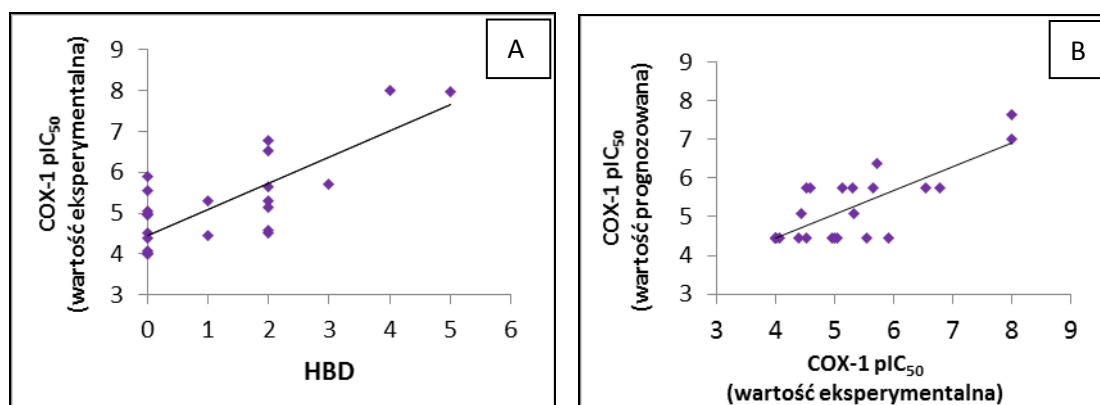 A
COX-1 pIC₅₀
(wartość eksperymentalna)
9
8
7
6
5
4
3
0 1 2 3 4 5 6
HBD
B
COX-1 pIC₅₀
(wartość prognozowana)
9
8
7
6
5
4
3
3 4 5 6 7 8 9
COX-1 pIC₅₀
(wartość eksperymentalna)